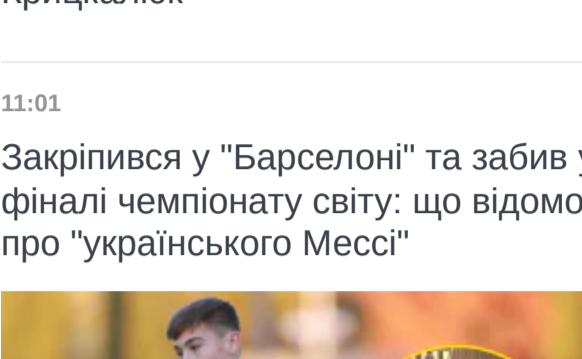 11:01
Закріпився у "Барселоні" та забив у
фіналі чемпіонату світу: що відомо
про "українського Мессі"